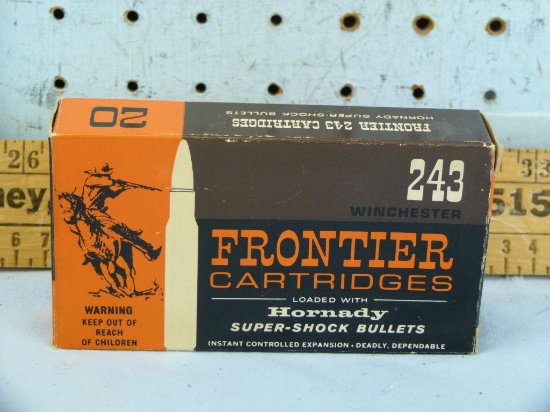 20
FRONTIER 243 CARTRIDGES
HORNADY SUPER-SHOCK BULLETS
243
WINCHESTER
FRONTIER
CARTRIDGES
LOADED WITH
Hornady
SUPER-SHOCK BULLETS
INSTANT CONTROLLED EXPANSION • DEADLY, DEPENDABLE
WARNING
KEEP OUT OF
REACH
OF CHILDREN
26
ney
515